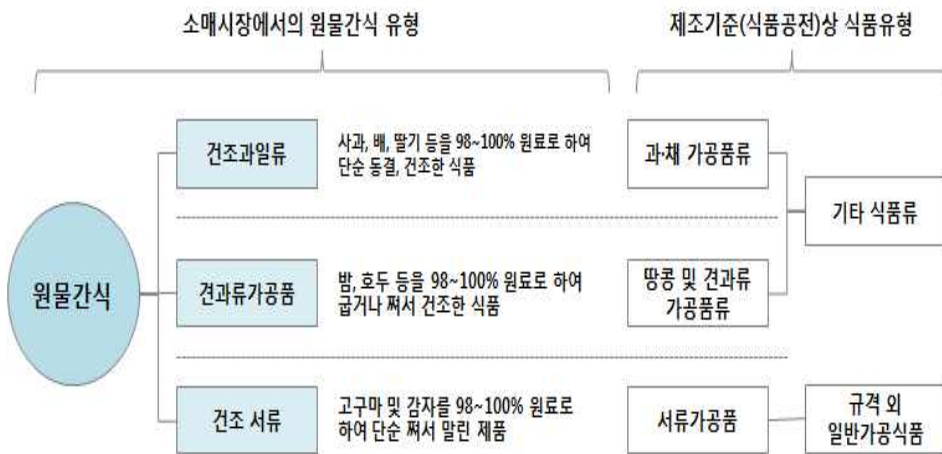 소매시장에서의 원물간식 유형
제조기준(식품공전)상 식품유형
원물간식
건조과일류
사과, 배, 딸기 등을 98~100% 원료로 하여
단순 동결, 건조한 식품
과·채 가공품류
기타 식품류
견과류가공품
밤, 호두 등을 98~100% 원료로 하여
굽거나 쪄서 건조한 식품
땅콩 및 견과류
가공품류
건조 서류
고구마 및 감자를 98~100% 원료로
하여 단순 쪄서 말린 제품
서류가공품
규격 외
일반가공식품